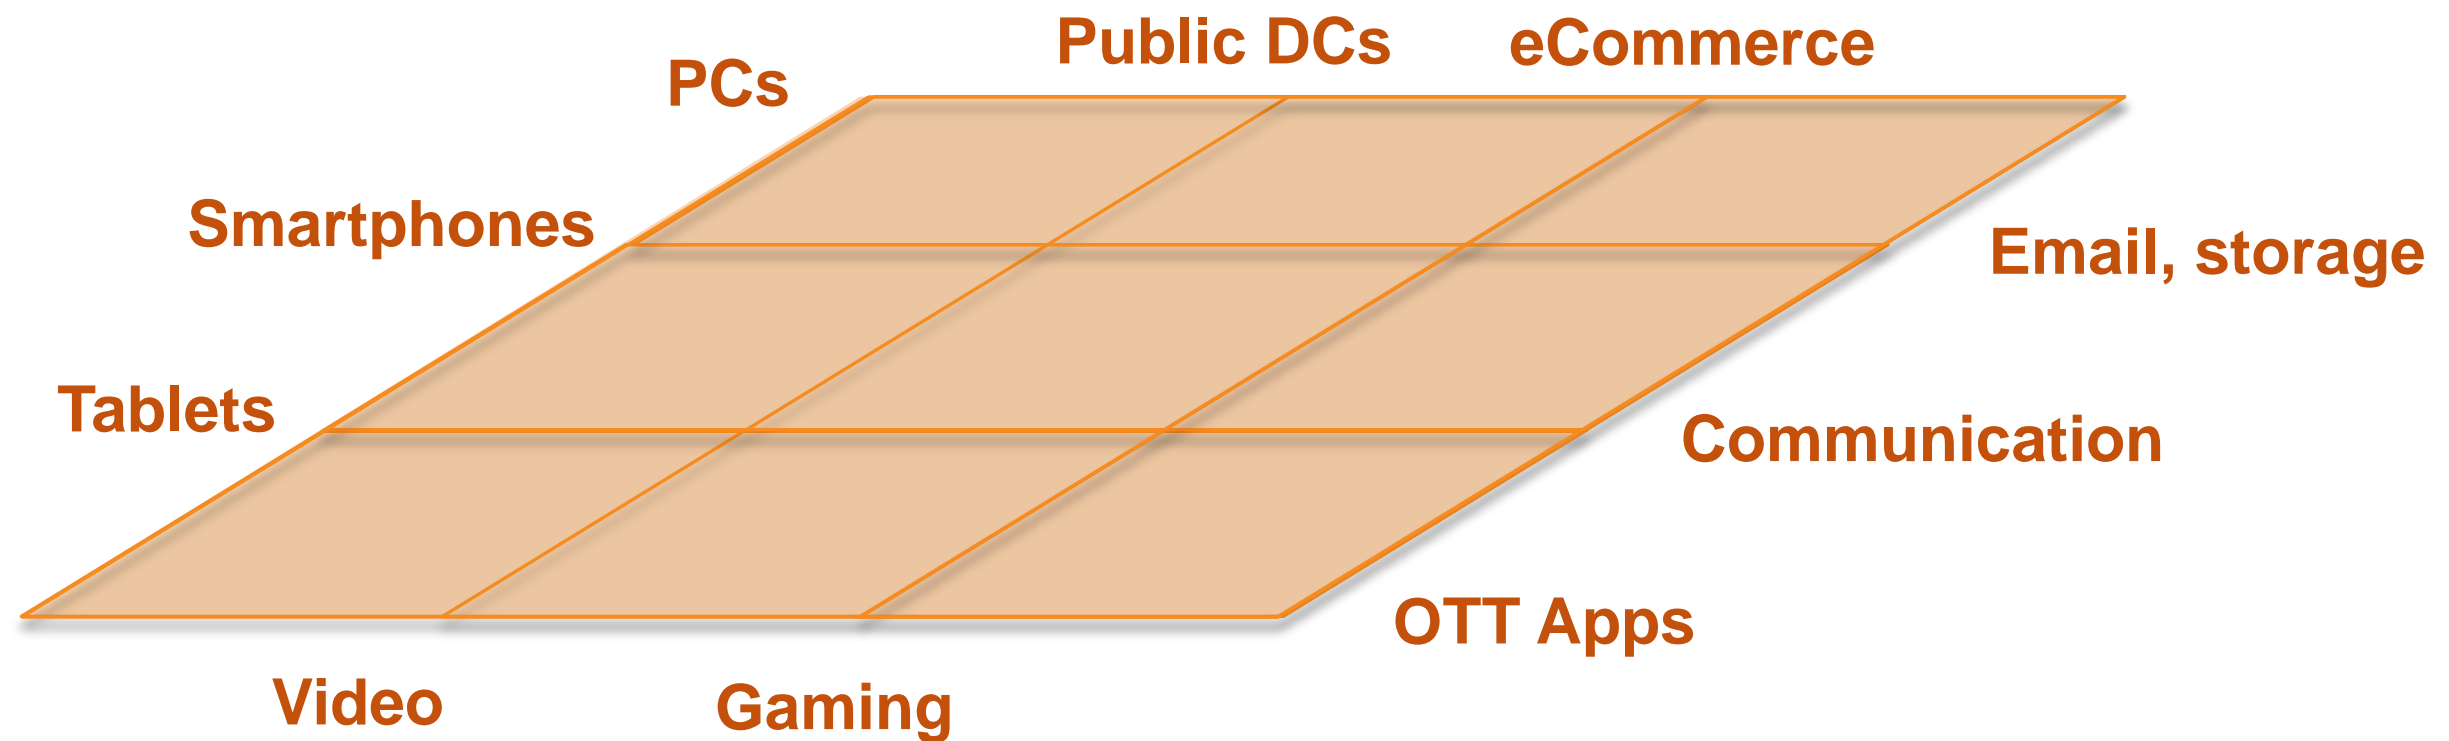 Public DCs
eCommerce
PCs
Smartphones
Email, storage
Tablets
Communication
OTT Apps
Video
Gaming